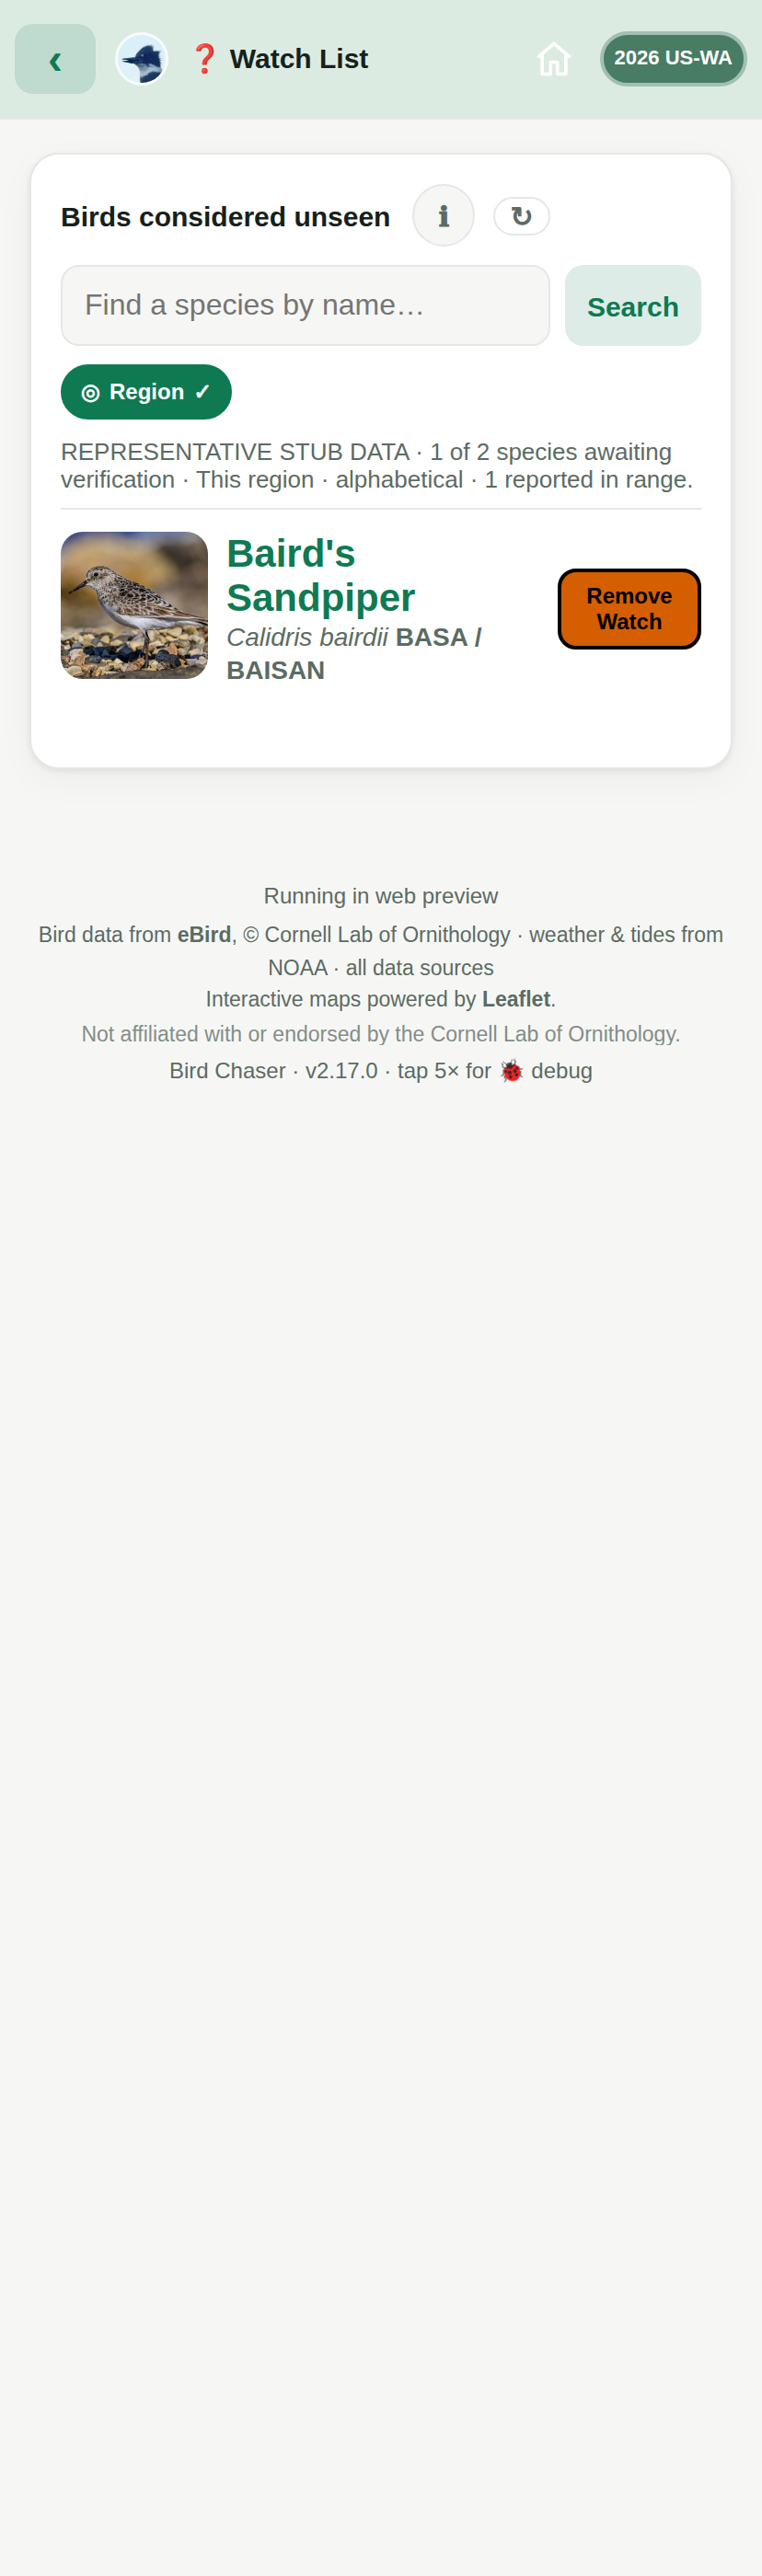 ‹ ❓ Watch List 2026 US-WA
Birds considered unseen ℹ ↻
Find a species by name… Search
◎ Region ✓
REPRESENTATIVE STUB DATA · 1 of 2 species awaiting
verification · This region · alphabetical · 1 reported in range.
Baird's
Sandpiper
Calidris bairdii BASA /
BAISAN
Remove
Watch
Running in web preview
Bird data from eBird, © Cornell Lab of Ornithology · weather & tides from
NOAA · all data sources
Interactive maps powered by Leaflet.
Not affiliated with or endorsed by the Cornell Lab of Ornithology.
Bird Chaser · v2.17.0 · tap 5× for 🐞 debug